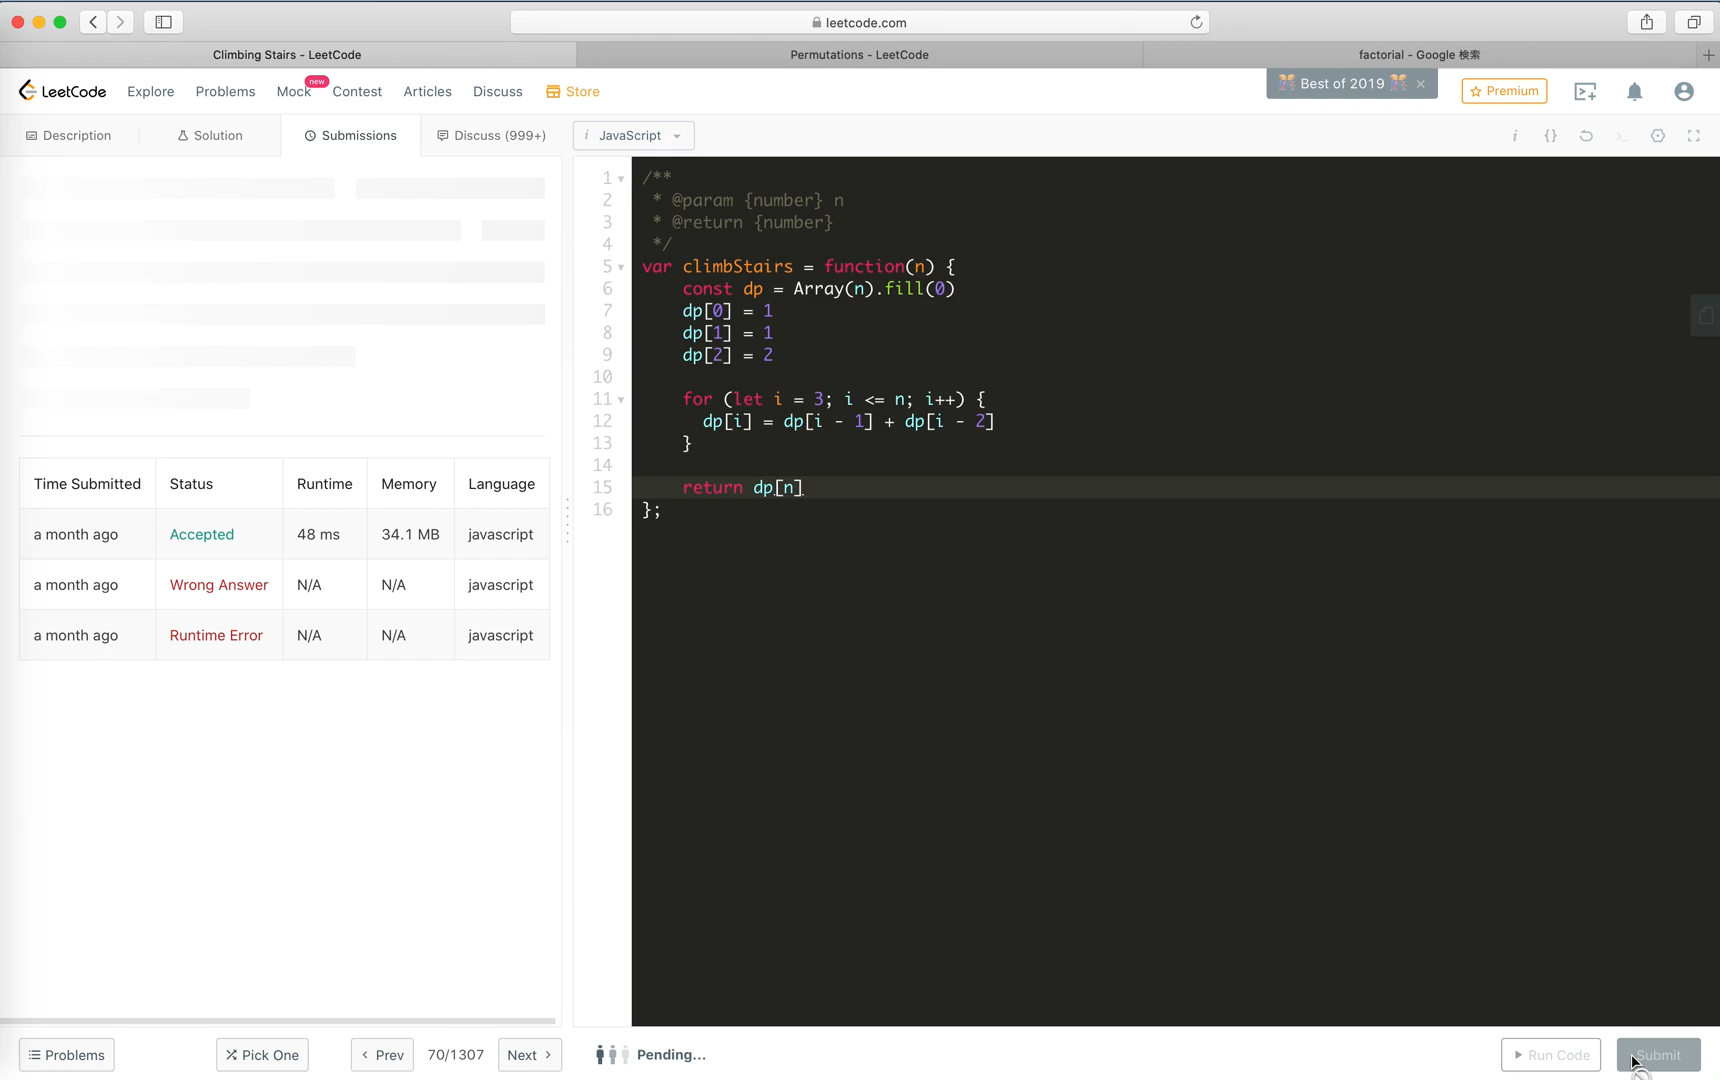 leetcode.com
Climbing Stairs - LeetCode
Permutations - LeetCode
factorial - Google 検索
LeetCode
Explore
Problems
Mock
new
Contest
Articles
Discuss
Store
Best of 2019
Premium
Description
Solution
Submissions
Discuss (999+)
i JavaScript
1 /**
2 * @param {number} n
3 * @return {number}
4 */
5 var climbStairs = function(n) {
6 const dp = Array(n).fill(0)
7 dp[0] = 1
8 dp[1] = 1
9 dp[2] = 2
10
11 for (let i = 3; i <= n; i++) {
12 dp[i] = dp[i - 1] + dp[i - 2]
13 }
14
15 return dp[n]
16 };
Time Submitted Status Runtime Memory Language
a month ago Accepted 48 ms 34.1 MB javascript
a month ago Wrong Answer N/A N/A javascript
a month ago Runtime Error N/A N/A javascript
Problems
Pick One
Prev
70/1307
Next
Pending...
Run Code
Submit